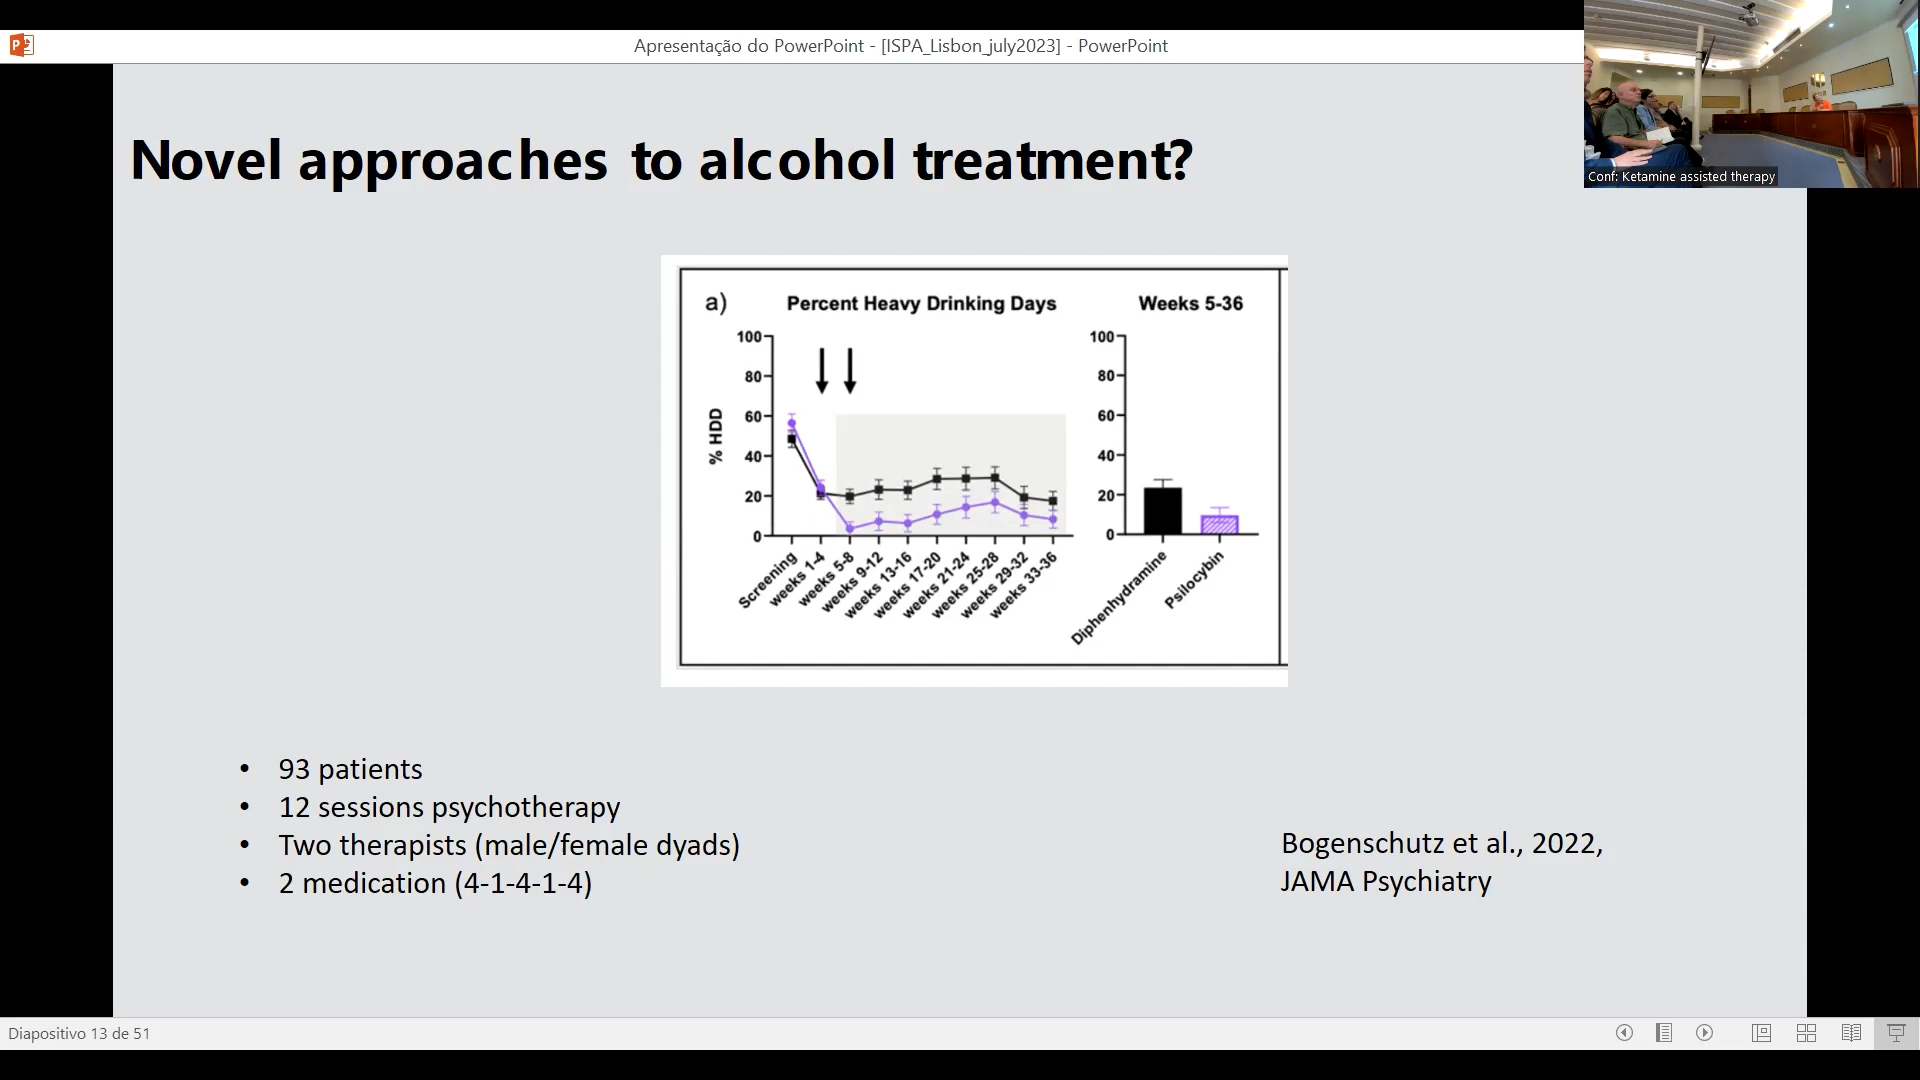 Apresentação do PowerPoint - [ISPA_Lisbon_july2023] - PowerPoint
Conf: Ketamine assisted therapy
Novel approaches to alcohol treatment?
a)
Percent Heavy Drinking Days
Weeks 5-36
% HDD
100
80
60
40
20
0
Screening
weeks 1-4
weeks 5-8
weeks 9-12
weeks 13-16
weeks 17-20
weeks 21-24
weeks 25-28
weeks 29-32
weeks 33-36
100
80
60
40
20
0
Diphenhydramine
Psilocybin
• 93 patients
• 12 sessions psychotherapy
• Two therapists (male/female dyads)
• 2 medication (4-1-4-1-4)
Bogenschutz et al., 2022,
JAMA Psychiatry
Diapositivo 13 de 51